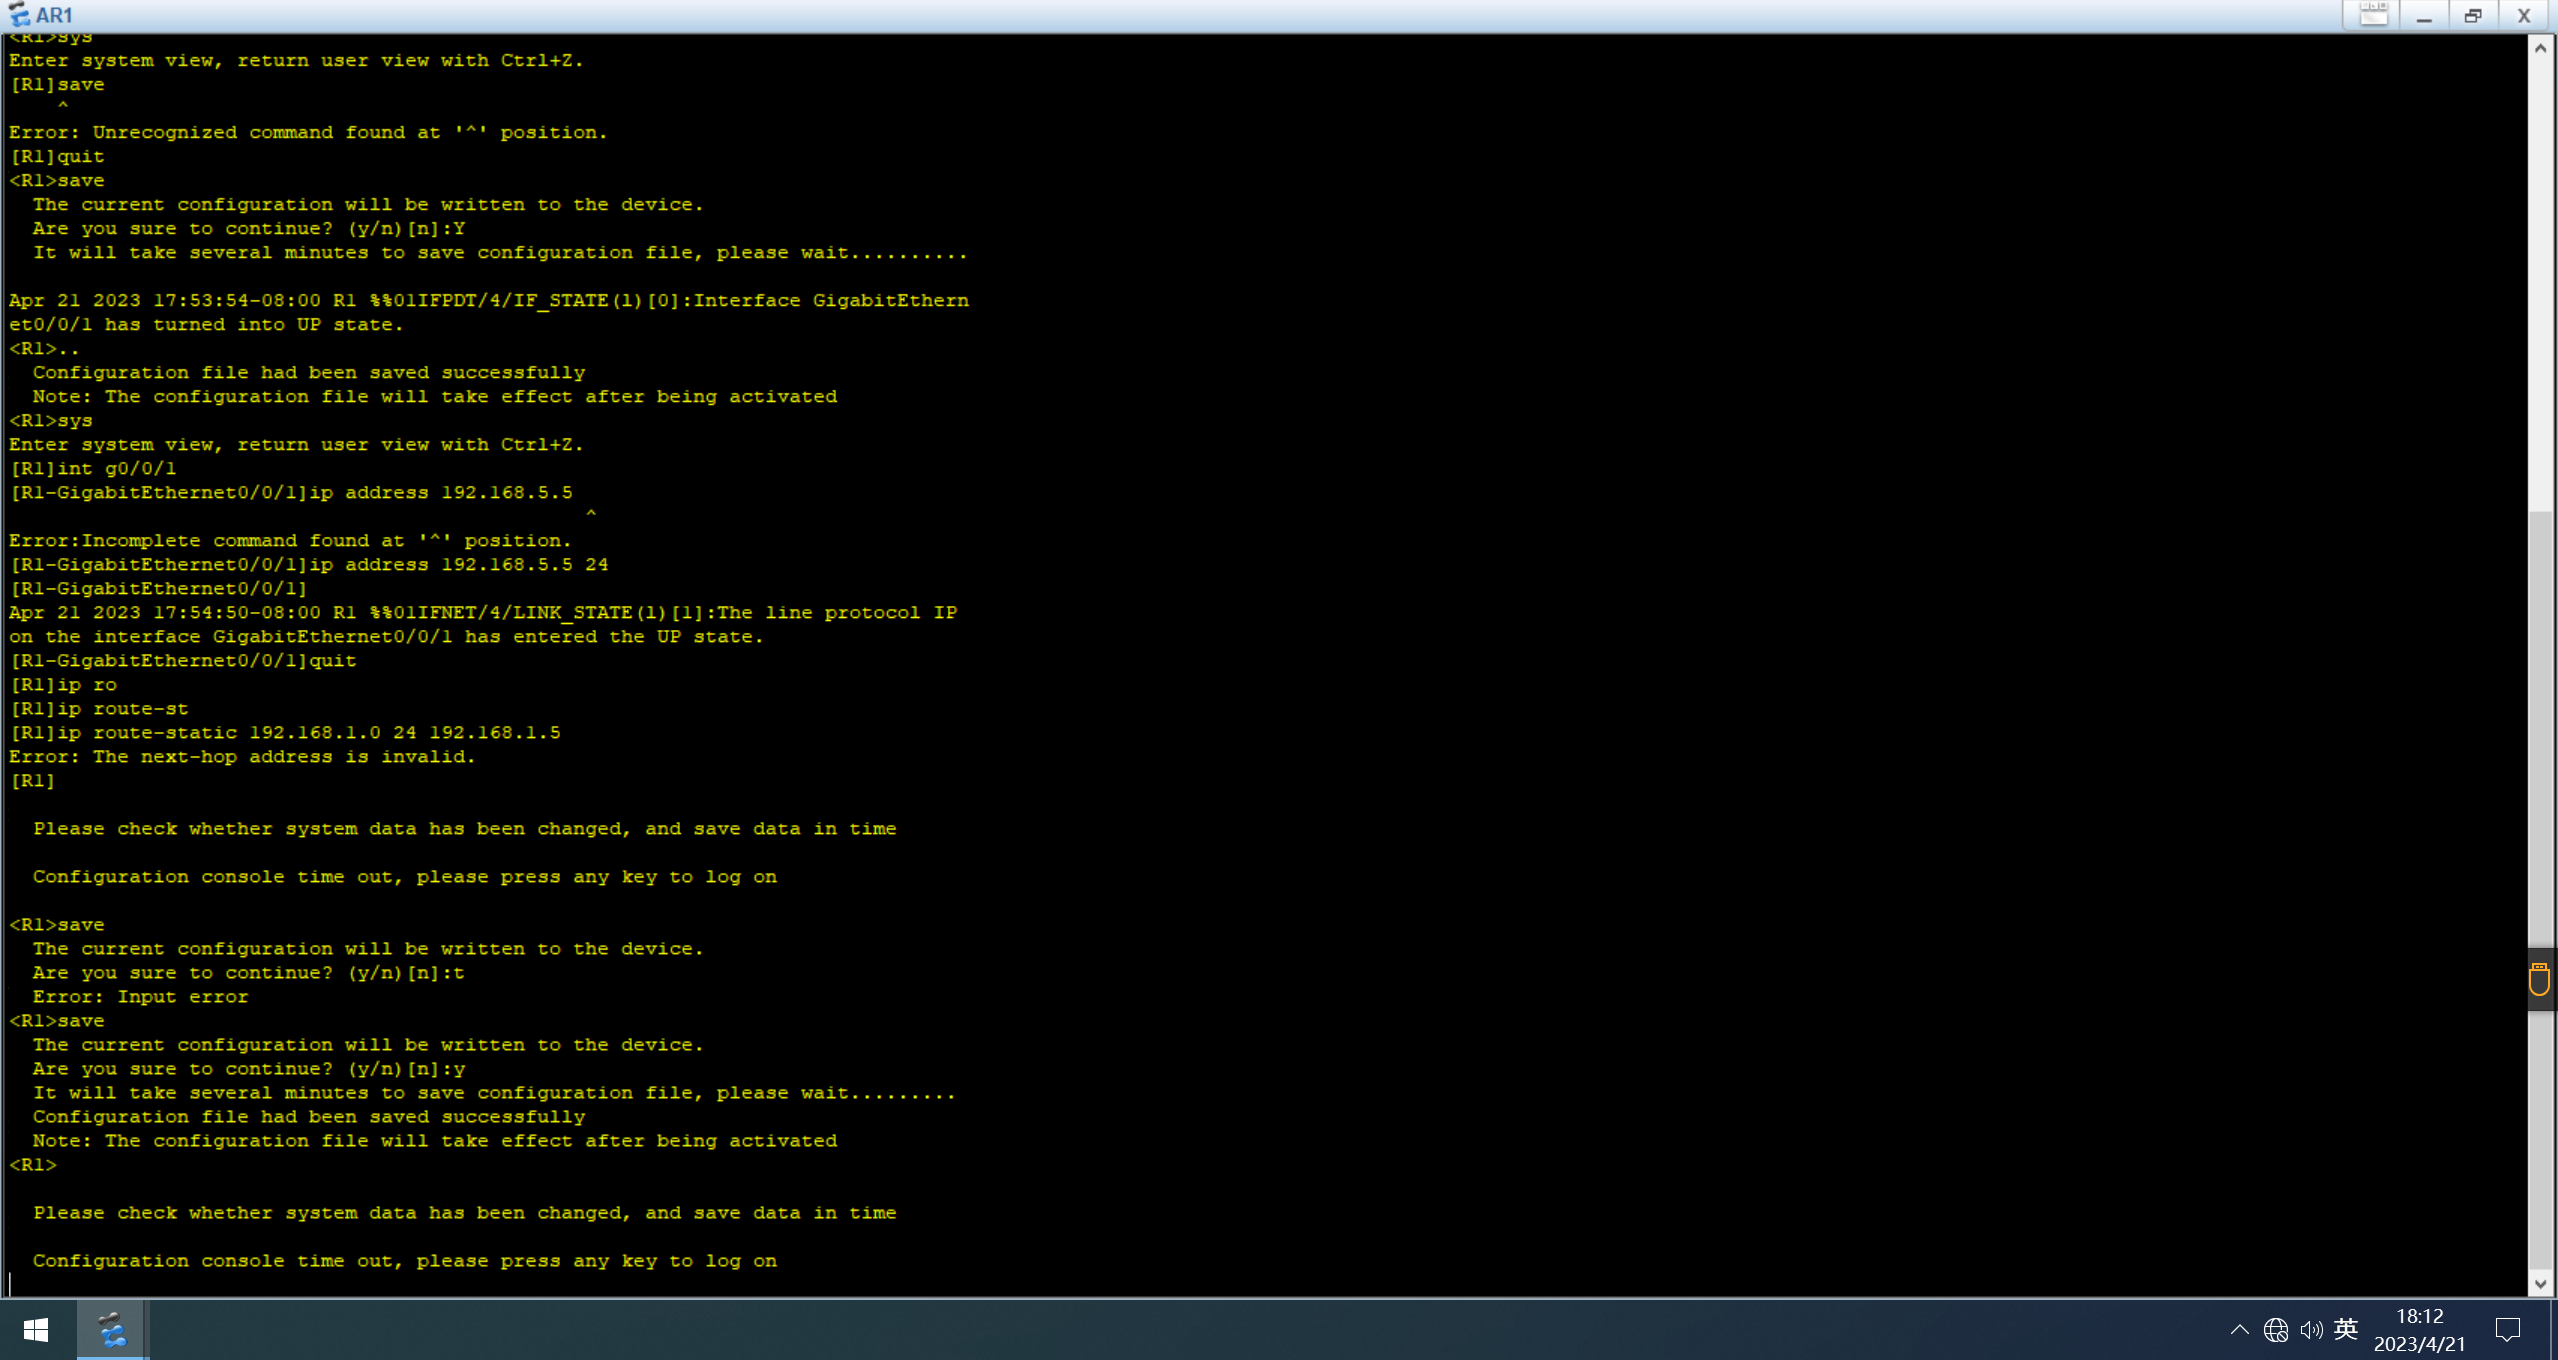 AR1
<R1>sys
Enter system view, return user view with Ctrl+Z.
[R1]save
^
Error: Unrecognized command found at '^' position.
[R1]quit
<R1>save
The current configuration will be written to the device.
Are you sure to continue? (y/n)[n]:Y
It will take several minutes to save configuration file, please wait..........
Apr 21 2023 17:53:54-08:00 R1 %%01IFPDT/4/IF_STATE(l)[0]:Interface GigabitEthern
et0/0/1 has turned into UP state.
<R1>..
Configuration file had been saved successfully
Note: The configuration file will take effect after being activated
<R1>sys
Enter system view, return user view with Ctrl+Z.
[R1]int g0/0/1
[R1-GigabitEthernet0/0/1]ip address 192.168.5.5
^
Error:Incomplete command found at '^' position.
[R1-GigabitEthernet0/0/1]ip address 192.168.5.5 24
[R1-GigabitEthernet0/0/1]
Apr 21 2023 17:54:50-08:00 R1 %%01IFNET/4/LINK_STATE(l)[1]:The line protocol IP
on the interface GigabitEthernet0/0/1 has entered the UP state.
[R1-GigabitEthernet0/0/1]quit
[R1]ip ro
[R1]ip route-st
[R1]ip route-static 192.168.1.0 24 192.168.1.5
Error: The next-hop address is invalid.
[R1]
Please check whether system data has been changed, and save data in time
Configuration console time out, please press any key to log on
<R1>save
The current configuration will be written to the device.
Are you sure to continue? (y/n)[n]:t
Error: Input error
<R1>save
The current configuration will be written to the device.
Are you sure to continue? (y/n)[n]:y
It will take several minutes to save configuration file, please wait.........
Configuration file had been saved successfully
Note: The configuration file will take effect after being activated
<R1>
Please check whether system data has been changed, and save data in time
Configuration console time out, please press any key to log on
英
18:12
2023/4/21